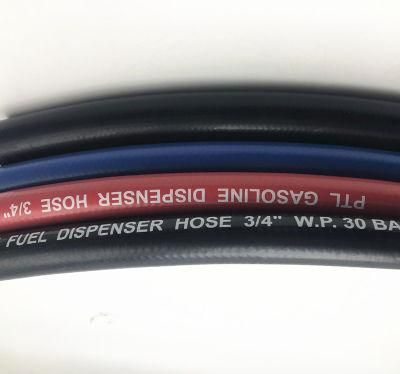 PTL GASOLINE DISPENSER HOSE 3/4"
FUEL DISPENSER HOSE 3/4" W.P. 30 BA